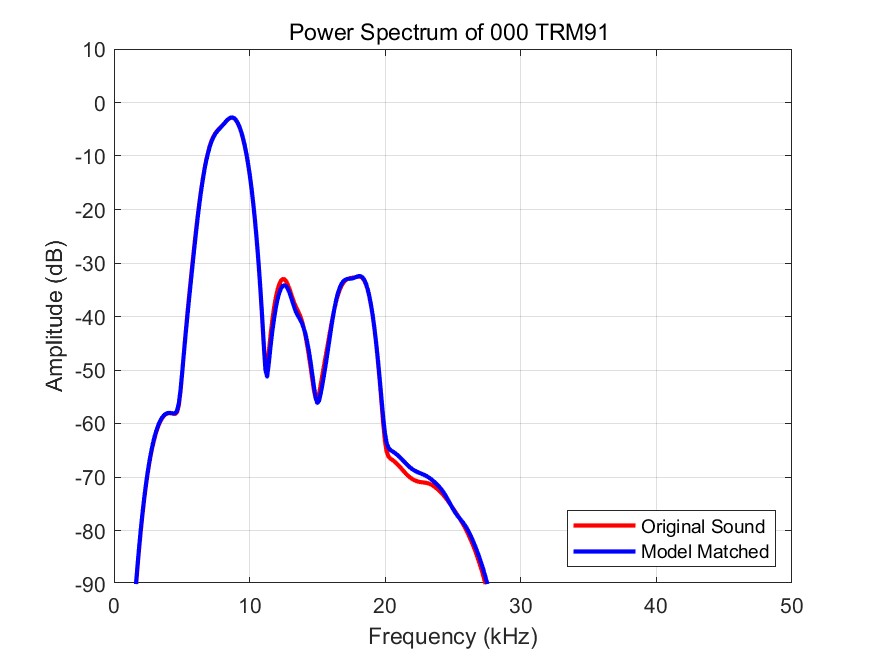 Power Spectrum of 000 TRM91
10
0
-10
-20
-30
-40
-50
-60
-70
-80
-90
Amplitude (dB)
0 10 20 30 40 50
Frequency (kHz)
Original Sound
Model Matched